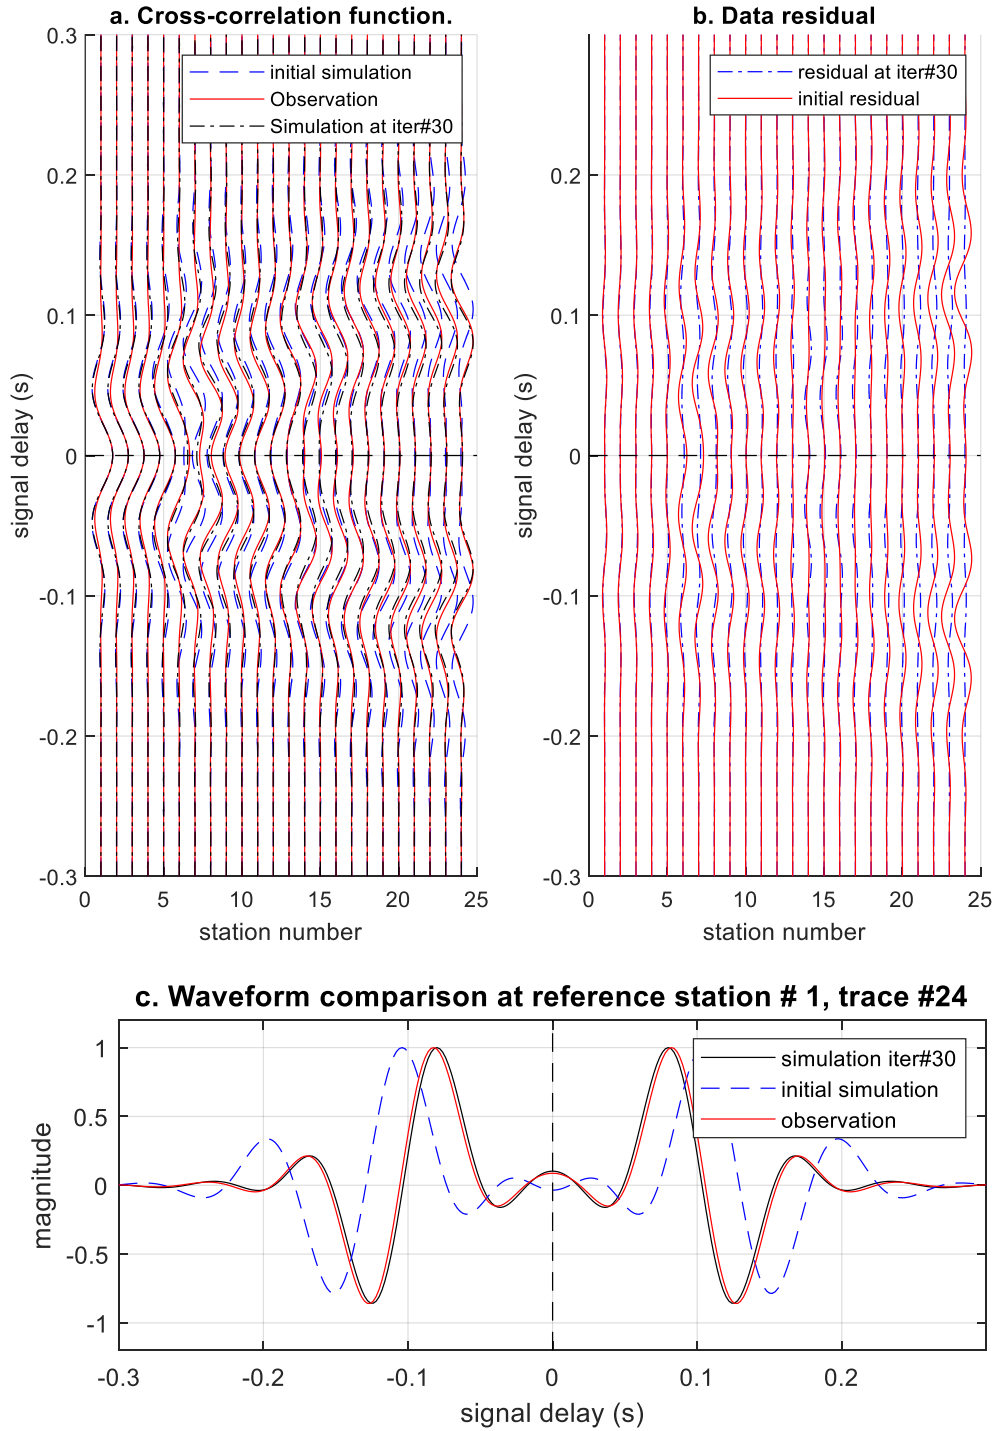 a. Cross-correlation function.
initial simulation
Observation
Simulation at iter#30
0.3
0.2
0.1
0
-0.1
-0.2
-0.3
signal delay (s)
0 5 10 15 20 25
station number
b. Data residual
residual at iter#30
initial residual
0.2
0.1
0
-0.1
-0.2
-0.3
signal delay (s)
0 5 10 15 20 25
station number
c. Waveform comparison at reference station # 1, trace #24
simulation iter#30
initial simulation
observation
1
0.5
0
-0.5
-1
magnitude
-0.3 -0.2 -0.1 0 0.1 0.2
signal delay (s)